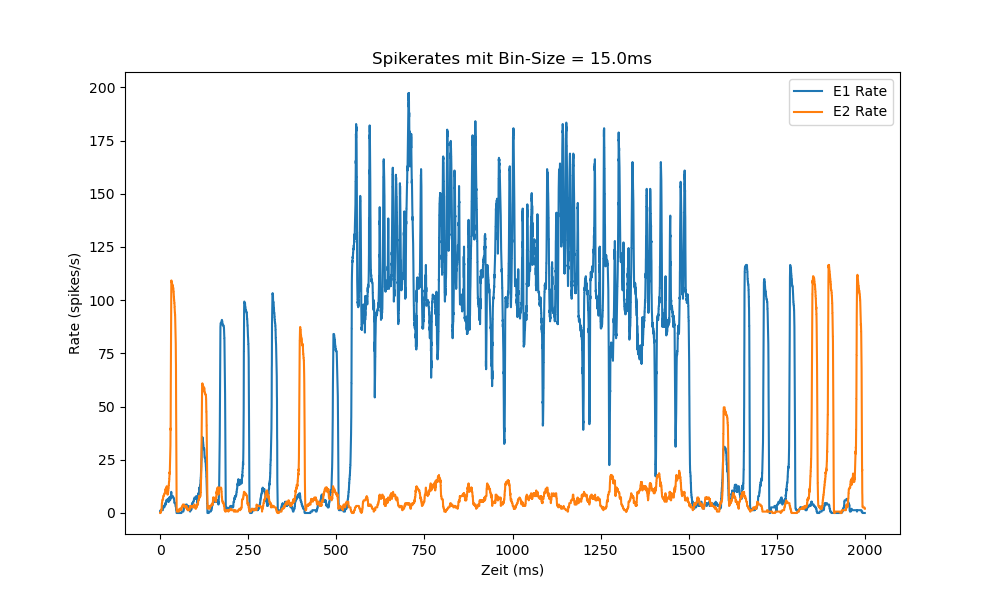 Spikerates mit Bin-Size = 15.0ms
E1 Rate
E2 Rate
200
175
150
125
100
75
50
25
0
Rate (spikes/s)
0 250 500 750 1000 1250 1500 1750 2000
Zeit (ms)